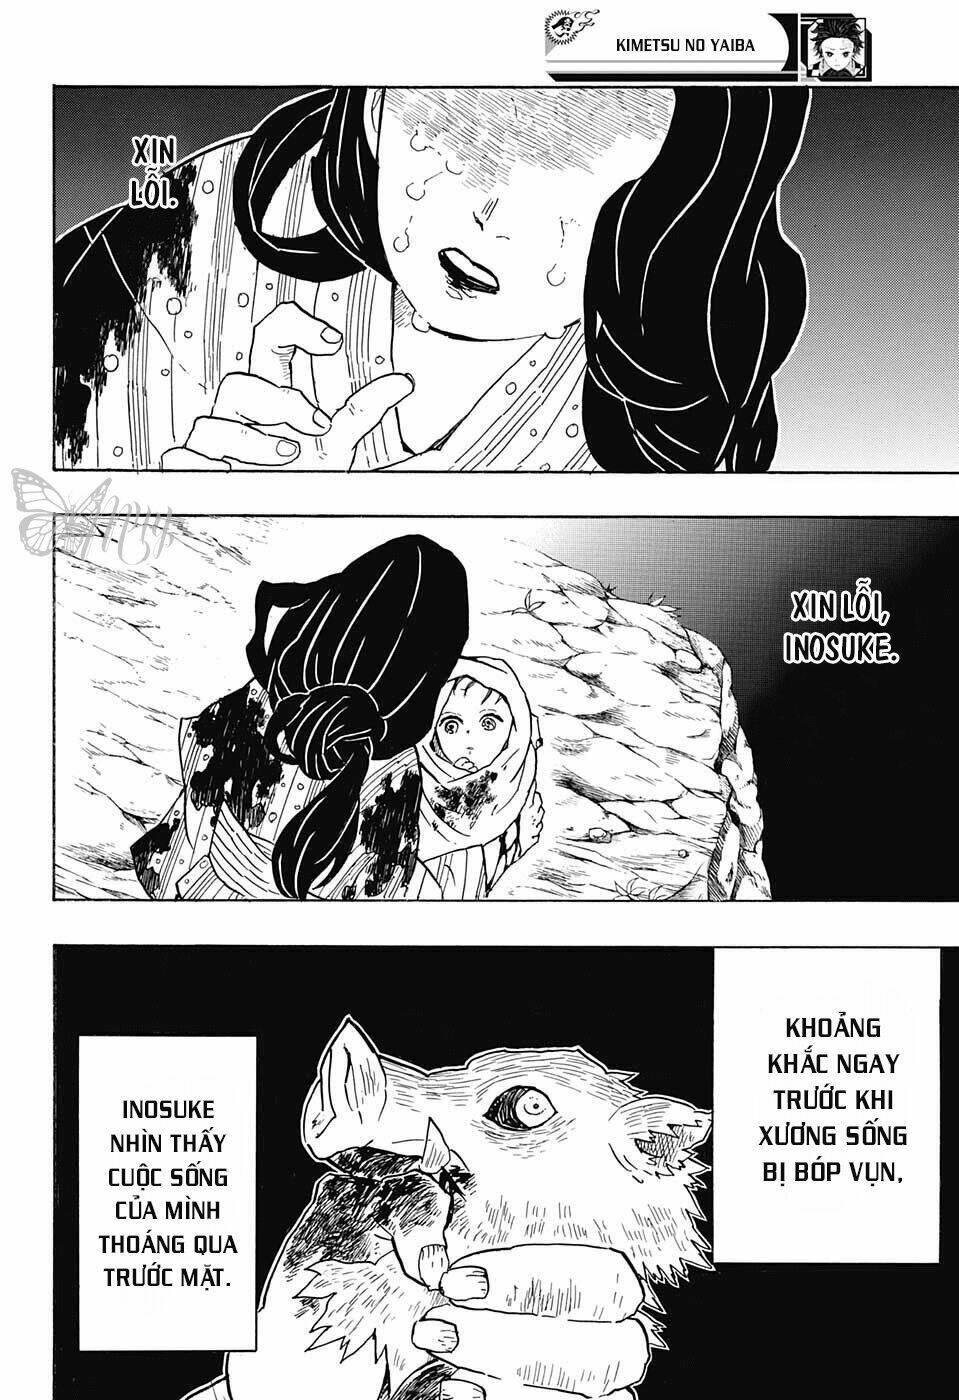 KIMETSU NO YAIBA
XIN
LỖI.
XIN LỖI,
INOSUKE.
KHOẢNG
KHẮC NGAY
TRƯỚC KHI
XƯƠNG SỐNG
BỊ BÓP VỤN,
INOSUKE
NHÌN THẤY
CUỘC SỐNG
CỦA MÌNH
THOÁNG QUA
TRƯỚC MẶT.